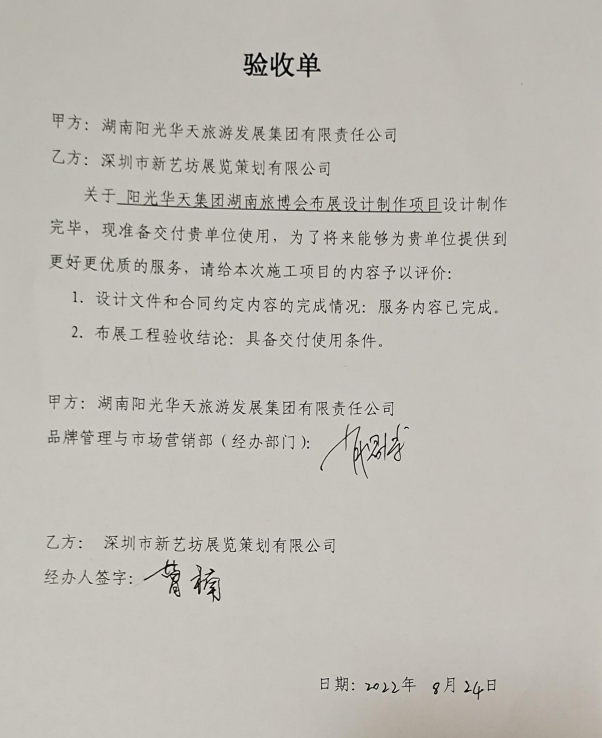 验收单
甲方：湖南阳光华天旅游发展集团有限责任公司
乙方：深圳市新艺坊展览策划有限公司
关于 阳光华天集团湖南旅博会布展设计制作项目设计制作
完毕，现准备交付贵单位使用，为了将来能够为贵单位提供到
更好更优质的服务，请给本次施工项目的内容予以评价：
1. 设计文件和合同约定内容的完成情况：服务内容已完成。
2. 布展工程验收结论：具备交付使用条件。
甲方：湖南阳光华天旅游发展集团有限责任公司
品牌管理与市场营销部（经办部门）：
乙方： 深圳市新艺坊展览策划有限公司
经办人签字：
日期：2022年 8月24日